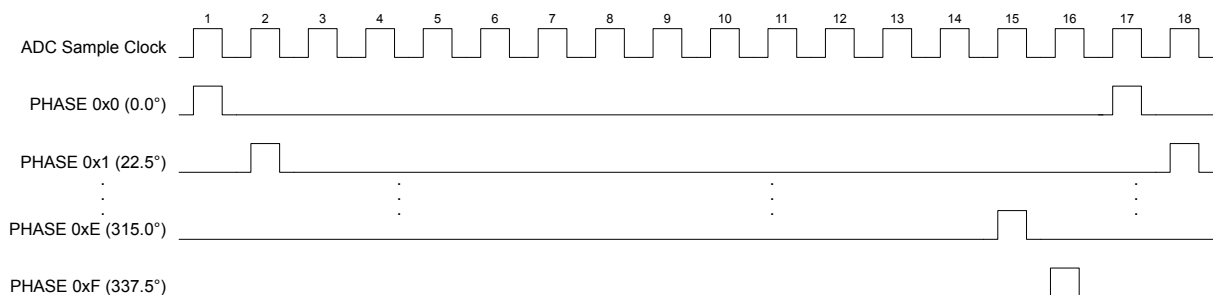 1 2 3 4 5 6 7 8 9 10 11 12 13 14 15 16 17 18
ADC Sample Clock
PHASE 0x0 (0.0°)
PHASE 0x1 (22.5°)
PHASE 0xE (315.0°)
PHASE 0xF (337.5°)